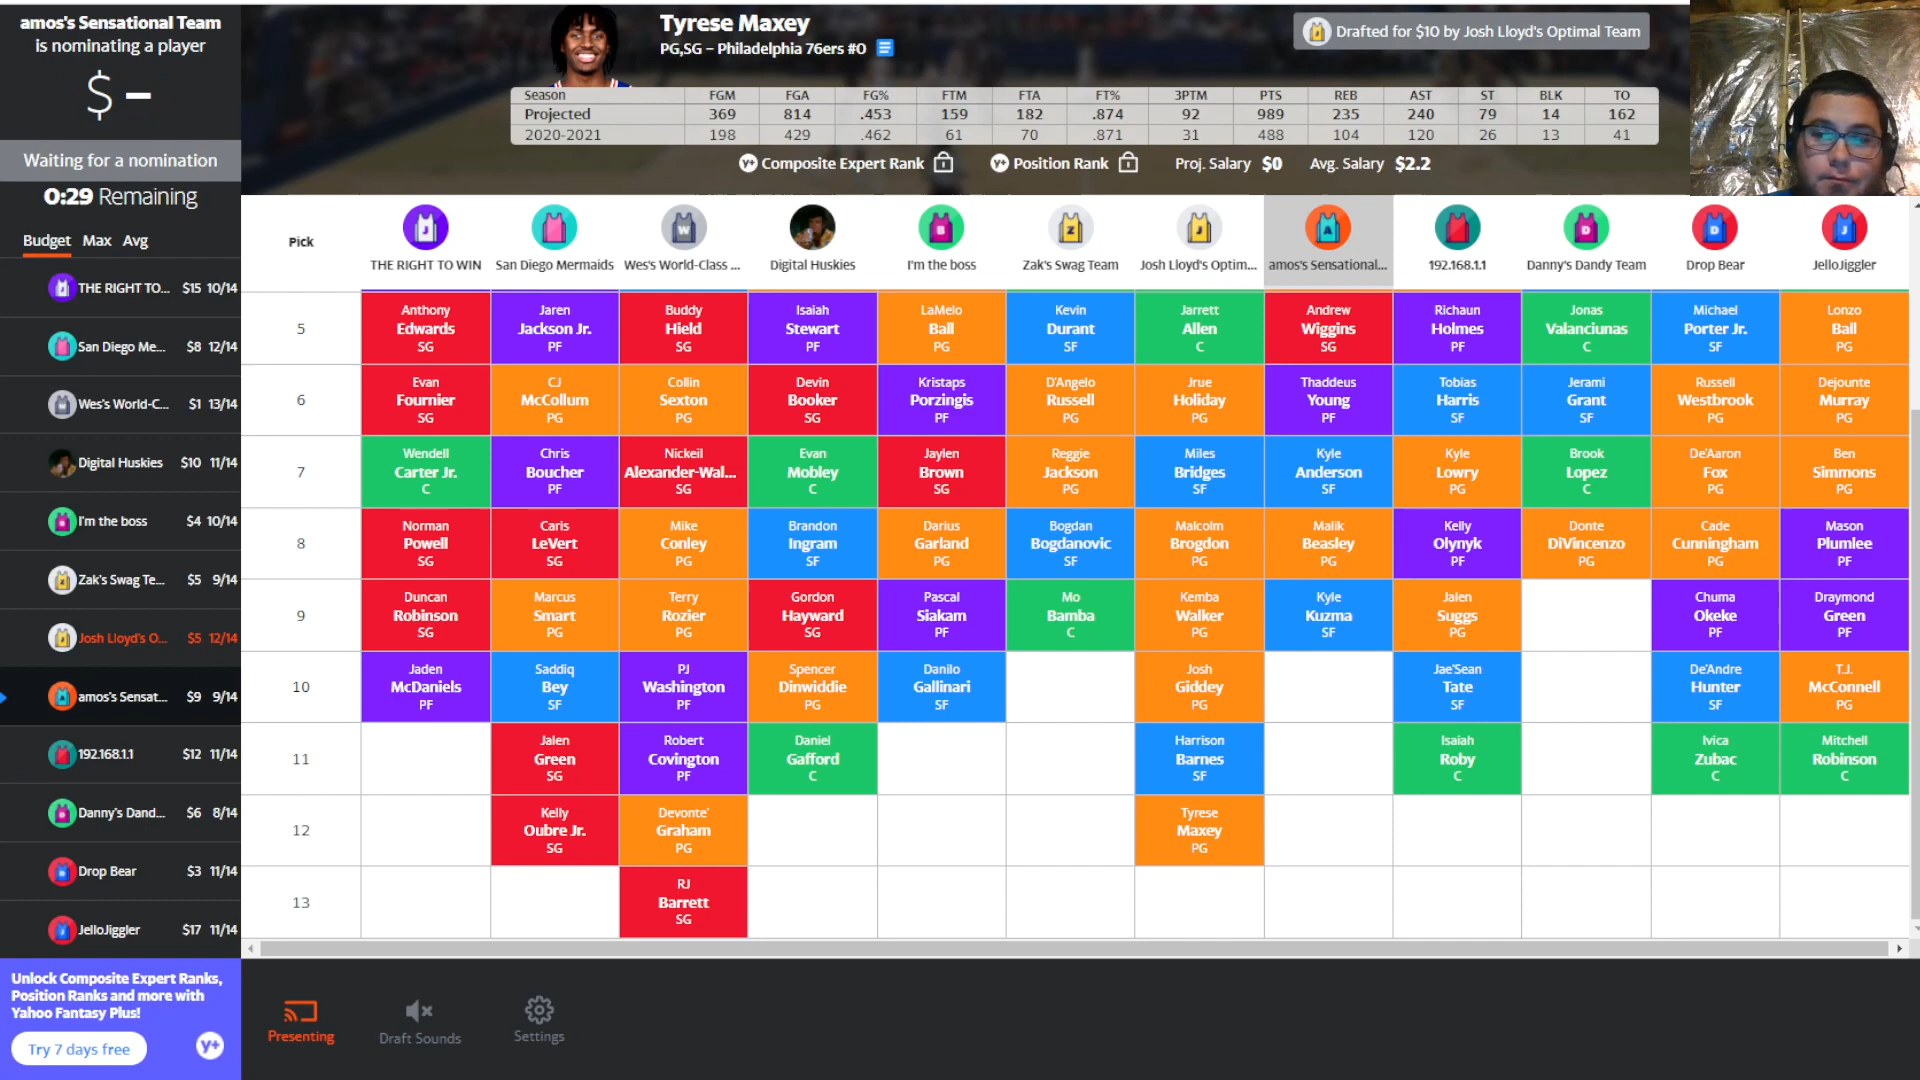 amos's Sensational Team
is nominating a player
$ –
Waiting for a nomination
0:29 Remaining
Budget Max Avg
THE RIGHT TO... $15 10/14
San Diego Me... $8 12/14
Wes's World-C... $1 13/14
Digital Huskies $10 11/14
I'm the boss $4 10/14
Zak's Swag Te... $5 9/14
Josh Lloyd's O... $5 12/14
amos's Sensat... $9 9/14
192.168.1.1 $12 11/14
Danny's Dand... $6 8/14
Drop Bear $3 11/14
JelloJiggler $17 11/14
Unlock Composite Expert Ranks,
Position Ranks and more with
Yahoo Fantasy Plus!
Try 7 days free
y+
Tyrese Maxey
PG,SG – Philadelphia 76ers #0
Drafted for $10 by Josh Lloyd's Optimal Team
Season FGM FGA FG% FTM FTA FT% 3PTM PTS REB AST ST BLK TO
Projected 369 814 .453 159 182 .874 92 989 235 240 79 14 162
2020-2021 198 429 .462 61 70 .871 31 488 104 120 26 13 41
y+ Composite Expert Rank y+ Position Rank Proj. Salary $0 Avg. Salary $2.2
J W B Z J A D D J
Pick THE RIGHT TO WIN San Diego Mermaids Wes's World-Class ... Digital Huskies I'm the boss Zak's Swag Team Josh Lloyd's Optim... amos's Sensational... 192.168.1.1 Danny's Dandy Team Drop Bear JelloJiggler
Anthony Jaren Buddy Isaiah LaMelo Kevin Jarrett Andrew Richaun Jonas Michael Lonzo
5 Edwards Jackson Jr. Hield Stewart Ball Durant Allen Wiggins Holmes Valanciunas Porter Jr. Ball
SG PF SG PF PG SF C SG PF C SF PG
Evan CJ Collin Devin Kristaps D'Angelo Jrue Thaddeus Tobias Jerami Russell Dejounte
6 Fournier McCollum Sexton Booker Porzingis Russell Holiday Young Harris Grant Westbrook Murray
SG PG PG SG PF PG PG PF SF SF PG PG
Wendell Chris Nickeil Evan Jaylen Reggie Miles Kyle Kyle Brook De'Aaron Ben
7 Carter Jr. Boucher Alexander-Wal... Mobley Brown Jackson Bridges Anderson Lowry Lopez Fox Simmons
C PF SG C SG PG SF SF PG C PG PG
Norman Caris Mike Brandon Darius Bogdan Malcolm Malik Kelly Donte Cade Mason
8 Powell LeVert Conley Ingram Garland Bogdanovic Brogdon Beasley Olynyk DiVincenzo Cunningham Plumlee
SG SG PG SF PG SF PG PG PF PG PG PF
Duncan Marcus Terry Gordon Pascal Mo Kemba Kyle Jalen Chuma Draymond
9 Robinson Smart Rozier Hayward Siakam Bamba Walker Kuzma Suggs Okeke Green
SG PG PG SG PF C PG SF PG PF PF
Jaden Saddiq PJ Spencer Danilo Josh Jae'Sean De'Andre T.J.
10 McDaniels Bey Washington Dinwiddie Gallinari Giddey Tate Hunter McConnell
PF SF PF PG SF PG SF SF PG
Jalen Robert Daniel Harrison Isaiah Ivica Mitchell
11 Green Covington Gafford Barnes Roby Zubac Robinson
SG PF C SF C C C
Kelly Devonte' Tyrese
12 Oubre Jr. Graham Maxey
SG PG PG
RJ
13 Barrett
SG
Presenting Draft Sounds Settings